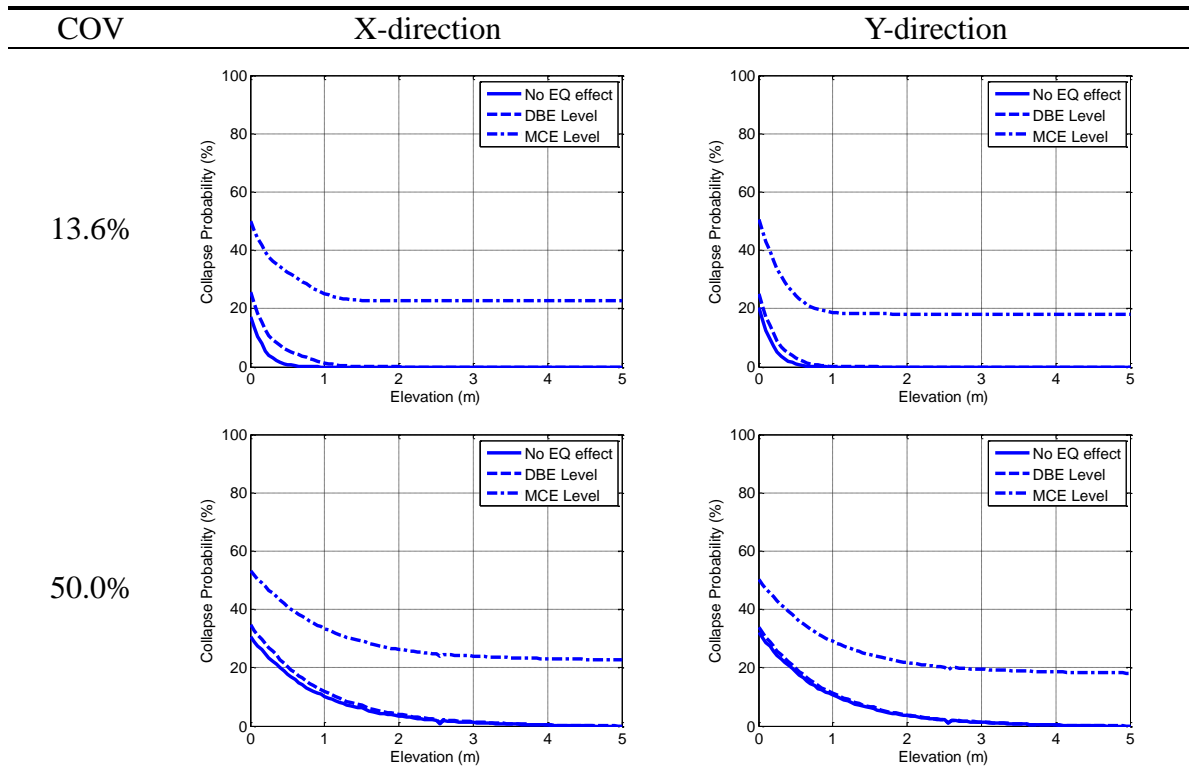 COV X-direction Y-direction
13.6%
100
80
60
40
20
0
0 1 2 3 4 5
Collapse Probability (%)
Elevation (m)
No EQ effect
DBE Level
MCE Level
100
80
60
40
20
0
0 1 2 3 4 5
Collapse Probability (%)
Elevation (m)
No EQ effect
DBE Level
MCE Level
50.0%
100
80
60
40
20
0
0 1 2 3 4 5
Collapse Probability (%)
Elevation (m)
No EQ effect
DBE Level
MCE Level
100
80
60
40
20
0
0 1 2 3 4 5
Collapse Probability (%)
Elevation (m)
No EQ effect
DBE Level
MCE Level